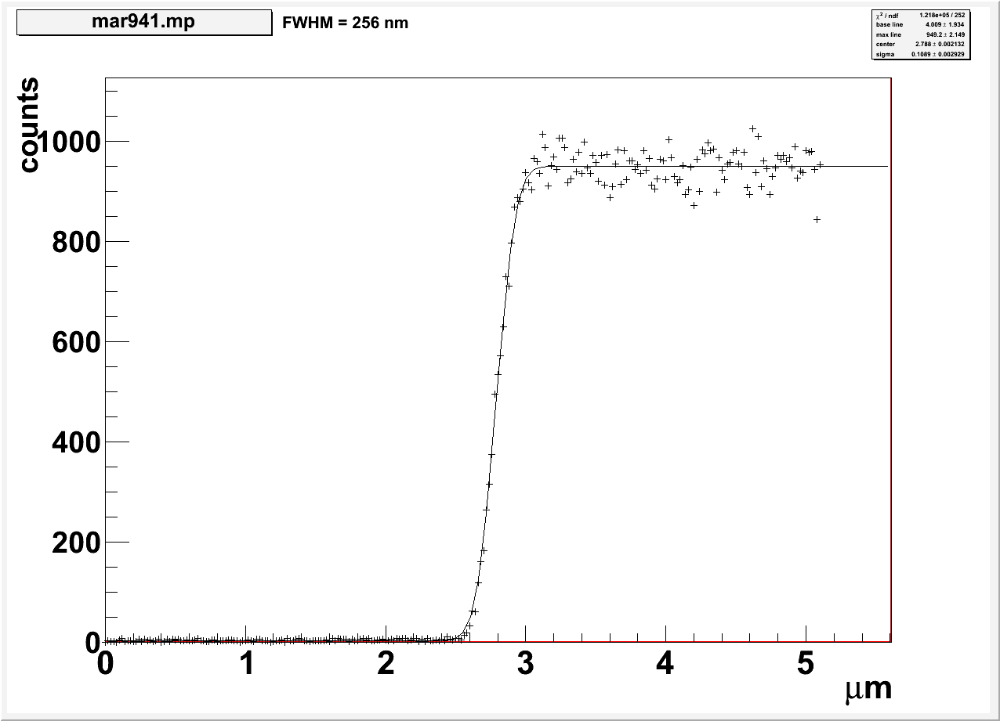 mar941.mp
FWHM = 256 nm
χ² / ndf 1.218e+05 / 252
base line 4.009 ± 1.934
max line 949.2 ± 2.149
center 2.788 ± 0.002132
sigma 0.1089 ± 0.002929
counts
1000
800
600
400
200
0
0 1 2 3 4 5
μm